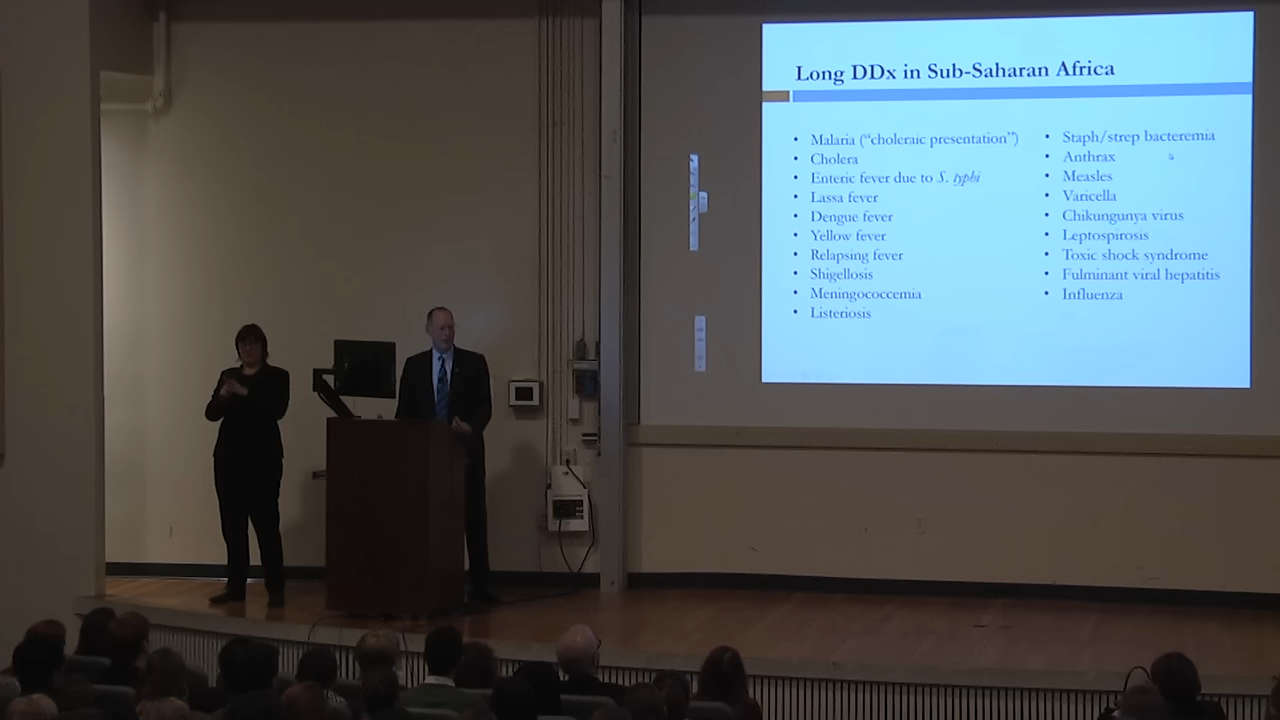 Long DDx in Sub-Saharan Africa
• Malaria (“choleraic presentation”)
• Cholera
• Enteric fever due to S. typhi
• Lassa fever
• Dengue fever
• Yellow fever
• Relapsing fever
• Shigellosis
• Meningococcemia
• Listeriosis
• Staph/strep bacteremia
• Anthrax
• Measles
• Varicella
• Chikungunya virus
• Leptospirosis
• Toxic shock syndrome
• Fulminant viral hepatitis
• Influenza